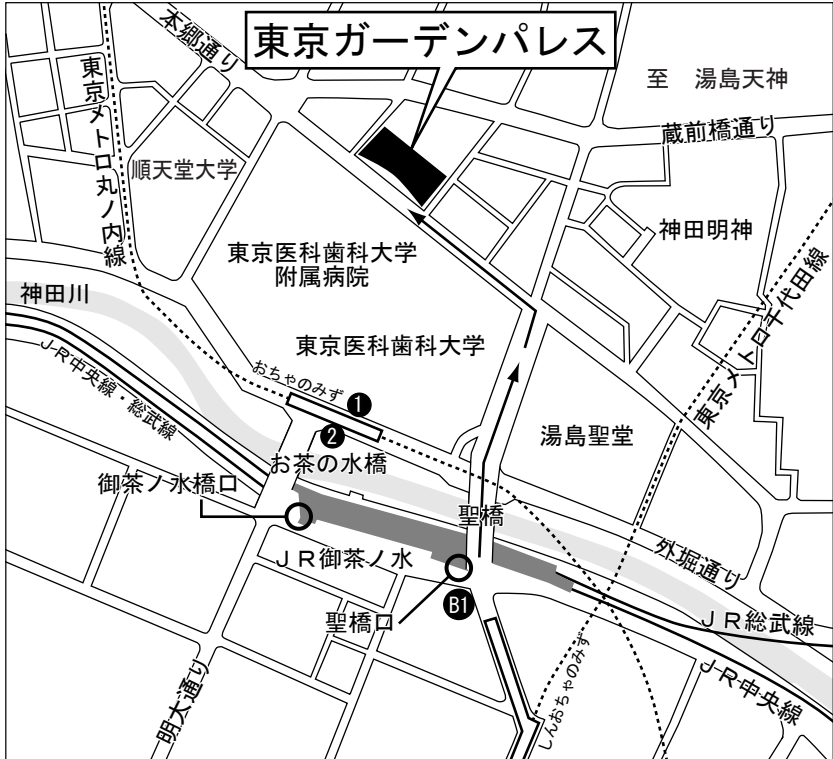 本郷通り
東京ガーデンパレス
東京メトロ丸ノ内線
至　湯島天神
蔵前橋通り
順天堂大学
神田明神
東京医科歯科大学
附属病院
東京メトロ千代田線
神田川
東京医科歯科大学
JR中央線・総武線
おちゃのみず
1
2
湯島聖堂
お茶の水橋
御茶ノ水橋口
聖橋
外堀通り
JR御茶ノ水
B1
聖橋口
JR総武線
しんおちゃのみず
JR中央線
明大通り